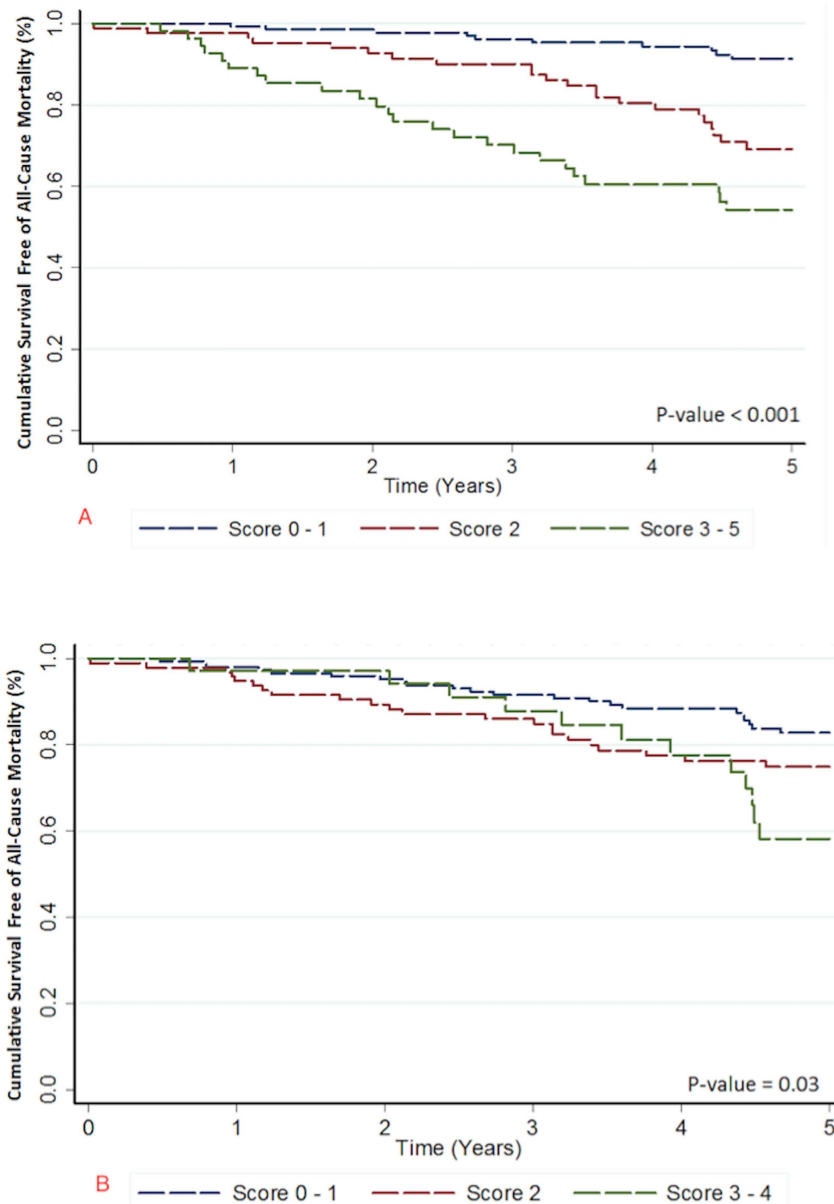 Cumulative Survival Free of All-Cause Mortality (%)
1.0
0.8
0.6
0.4
0.2
0.0
P-value < 0.001
0 1 2 3 4 5
Time (Years)
A
Score 0 - 1 Score 2 Score 3 - 5
Cumulative Survival Free of All-Cause Mortality (%)
1.0
0.8
0.6
0.4
0.2
0.0
P-value = 0.03
0 1 2 3 4 5
Time (Years)
B
Score 0 - 1 Score 2 Score 3 - 4